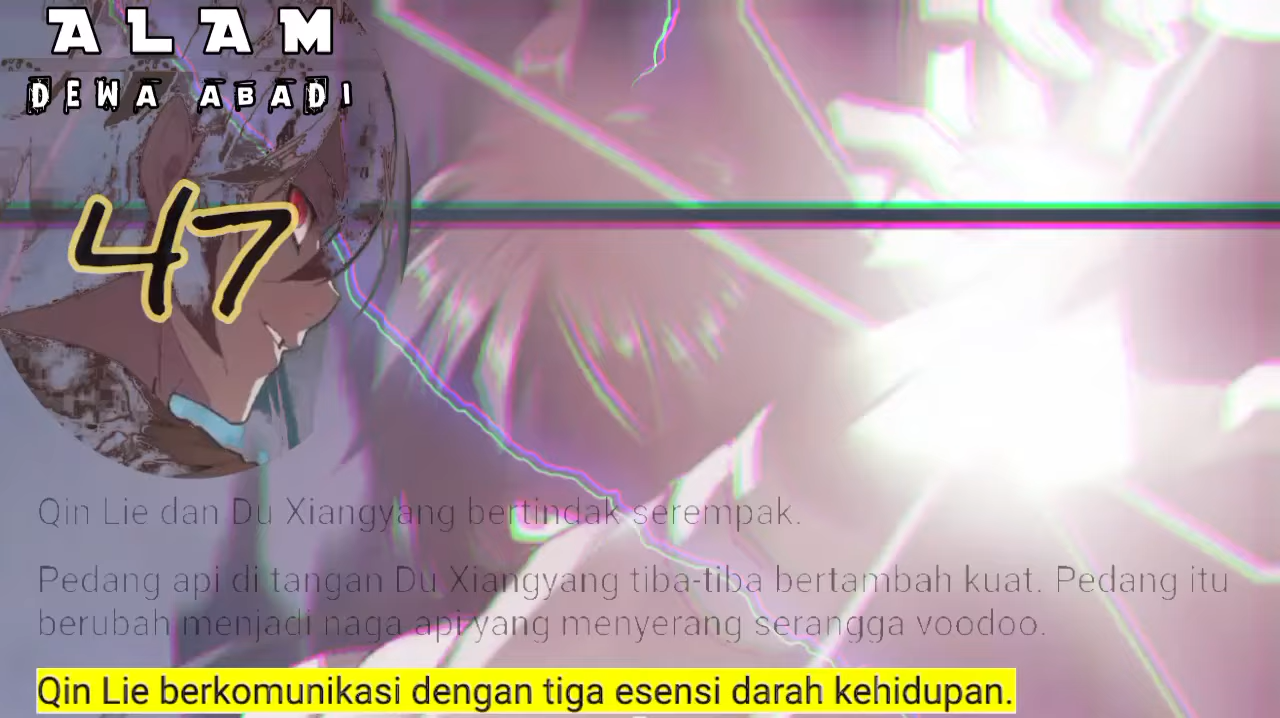 ALAM
DEWA ABADI
47
Qin Lie dan Du Xiangyang bertindak serempak.
Pedang api di tangan Du Xiangyang tiba-tiba bertambah kuat. Pedang itu
berubah menjadi naga api yang menyerang serangga voodoo.
Qin Lie berkomunikasi dengan tiga esensi darah kehidupan.